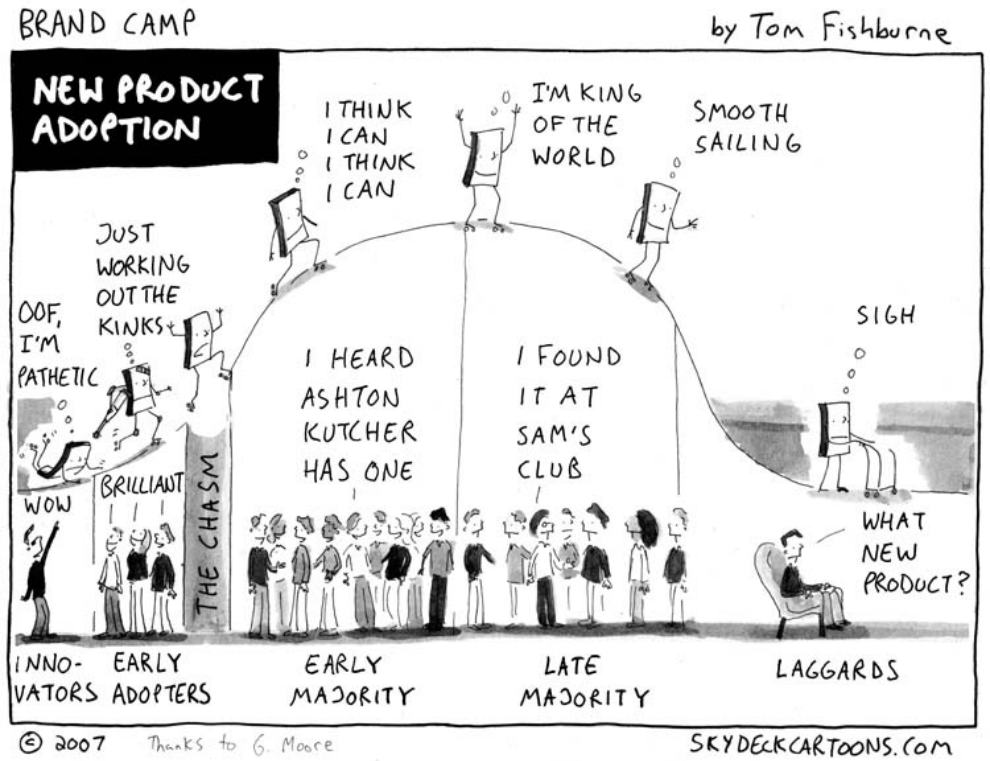 BRAND CAMP
by Tom Fishburne
NEW PRODUCT
ADOPTION
OOF,
I'M
PATHETIC
JUST
WORKING
OUT THE
KINKS
I THINK
I CAN
I THINK
I CAN
I'M KING
OF THE
WORLD
SMOOTH
SAILING
SIGH
WOW
BRILLIANT
THE CHASM
I HEARD
ASHTON
KUTCHER
HAS ONE
I FOUND
IT AT
SAM'S
CLUB
WHAT
NEW
PRODUCT?
INNO-
VATORS
EARLY
ADOPTERS
EARLY
MAJORITY
LATE
MAJORITY
LAGGARDS
© 2007
Thanks to G. Moore
SKYDECKCARTOONS.COM